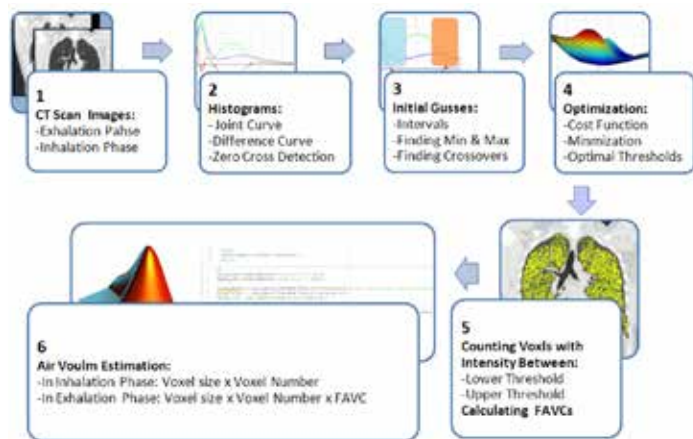 1
CT Scan Images:
-Exhalation Pahse
-Inhalation Phase
2
Histograms:
-Joint Curve
-Difference Curve
-Zero Cross Detection
3
Initial Gusses:
-Intervals
-Finding Min & Max
-Finding Crossovers
4
Optimization:
-Cost Function
-Minmization
-Optimal Thresholds
5
Counting Voxls with
Intensity Between:
-Lower Threshold
-Upper Threshold
Calculating FAVCs
6
Air Voulm Estimation:
-In Inhalation Phase: Voxel size x Voxel Number
-In Exhalation Phase: Voxel size x Voxel Number x FAVC